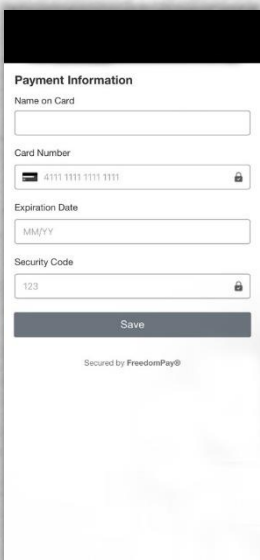 Payment Information
Name on Card
Card Number
4111 1111 1111 1111
Expiration Date
MM/YY
Security Code
123
Save
Secured by FreedomPay®